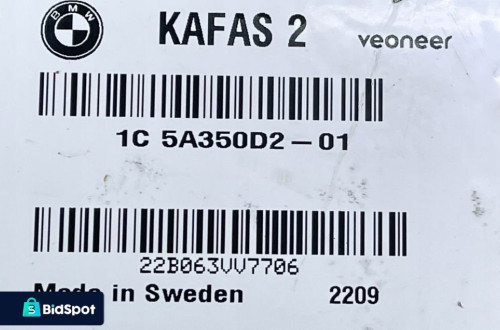 BMW
KAFAS 2
veoneer
1C 5A350D2-01
22B063VV7706
Made in Sweden 2209
BidSpot